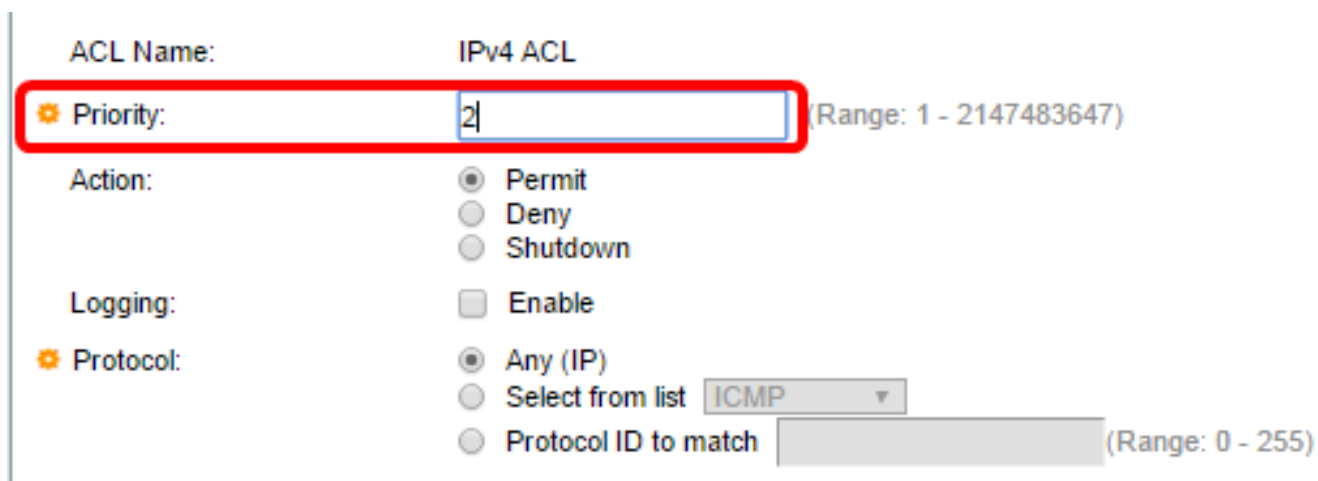 ACL Name: IPv4 ACL
Priority: 2 (Range: 1 - 2147483647)
Action: Permit
Deny
Shutdown
Logging: Enable
Protocol: Any (IP)
Select from list ICMP
Protocol ID to match (Range: 0 - 255)